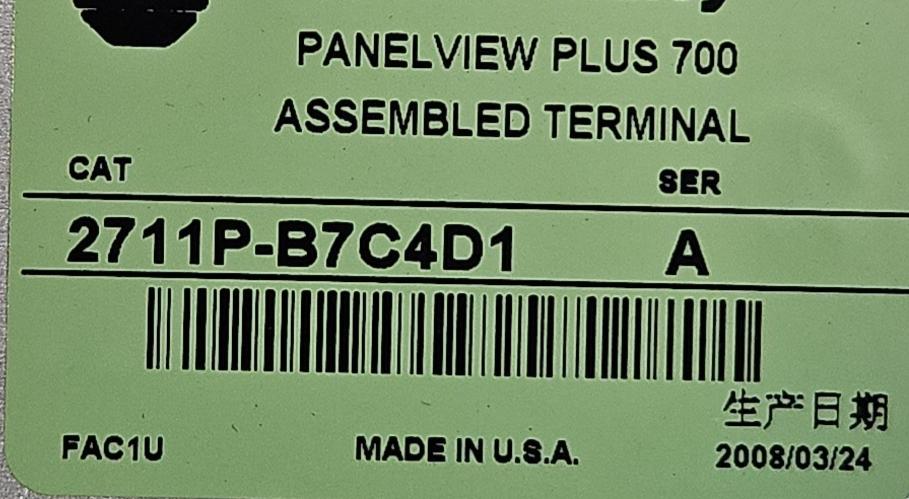 PANELVIEW PLUS 700
ASSEMBLED TERMINAL
CAT SER
2711P-B7C4D1 A
生产日期
FAC1U MADE IN U.S.A. 2008/03/24